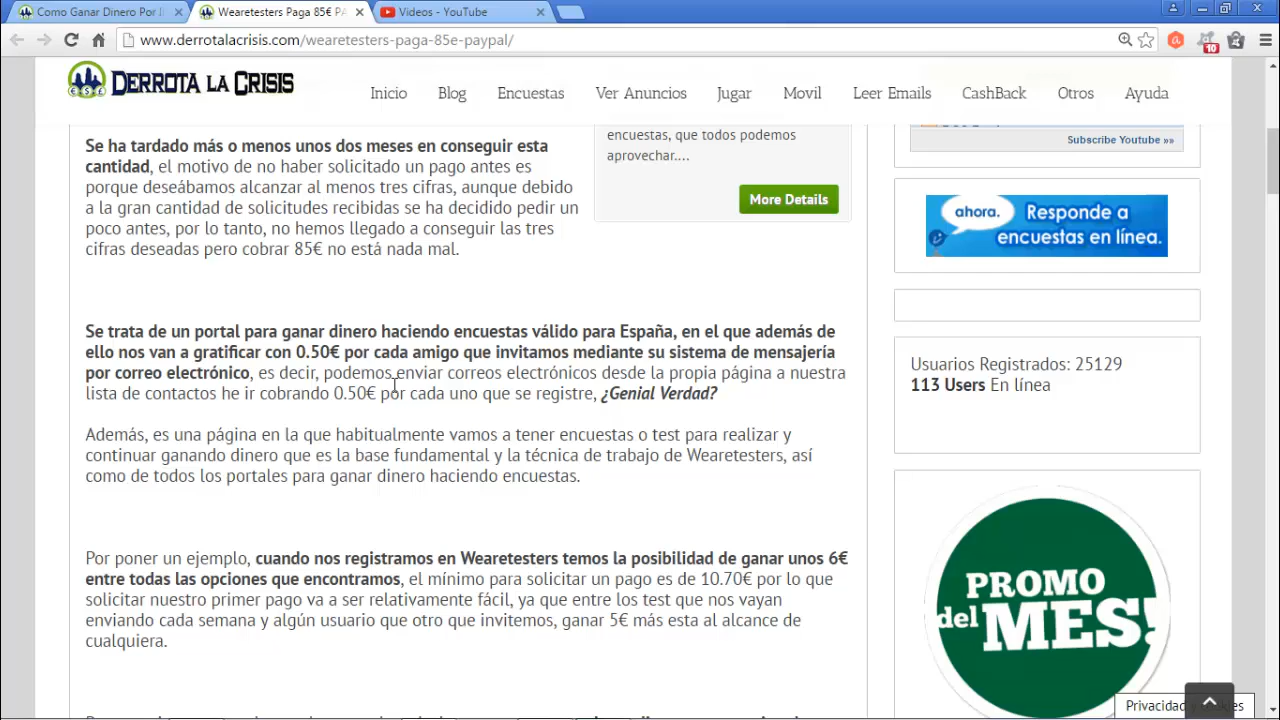 Como Ganar Dinero Por I
Wearetesters Paga 85€ PA
Videos - YouTube
www.derrotalacrisis.com/wearetesters-paga-85e-paypal/
10
DERROTA LA CRISIS
Inicio
Blog
Encuestas
Ver Anuncios
Jugar
Movil
Leer Emails
CashBack
Otros
Ayuda
Se ha tardado más o menos unos dos meses en conseguir esta
cantidad, el motivo de no haber solicitado un pago antes es
porque deseábamos alcanzar al menos tres cifras, aunque debido
a la gran cantidad de solicitudes recibidas se ha decidido pedir un
poco antes, por lo tanto, no hemos llegado a conseguir las tres
cifras deseadas pero cobrar 85€ no está nada mal.
encuestas, que todos podemos
aprovechar....
More Details
Se trata de un portal para ganar dinero haciendo encuestas válido para España, en el que además de
ello nos van a gratificar con 0.50€ por cada amigo que invitamos mediante su sistema de mensajería
por correo electrónico, es decir, podemos enviar correos electrónicos desde la propia página a nuestra
lista de contactos he ir cobrando 0.50€ por cada uno que se registre, ¿Genial Verdad?
Además, es una página en la que habitualmente vamos a tener encuestas o test para realizar y
continuar ganando dinero que es la base fundamental y la técnica de trabajo de Wearetesters, así
como de todos los portales para ganar dinero haciendo encuestas.
Por poner un ejemplo, cuando nos registramos en Wearetesters temos la posibilidad de ganar unos 6€
entre todas las opciones que encontramos, el mínimo para solicitar un pago es de 10.70€ por lo que
solicitar nuestro primer pago va a ser relativamente fácil, ya que entre los test que nos vayan
enviando cada semana y algún usuario que otro que invitemos, ganar 5€ más esta al alcance de
cualquiera.
Subscribe Youtube »»
ahora.
Responde a
encuestas en línea.
Usuarios Registrados: 25129
113 Users En línea
PROMO
del MES!
Privacidad y Cookies